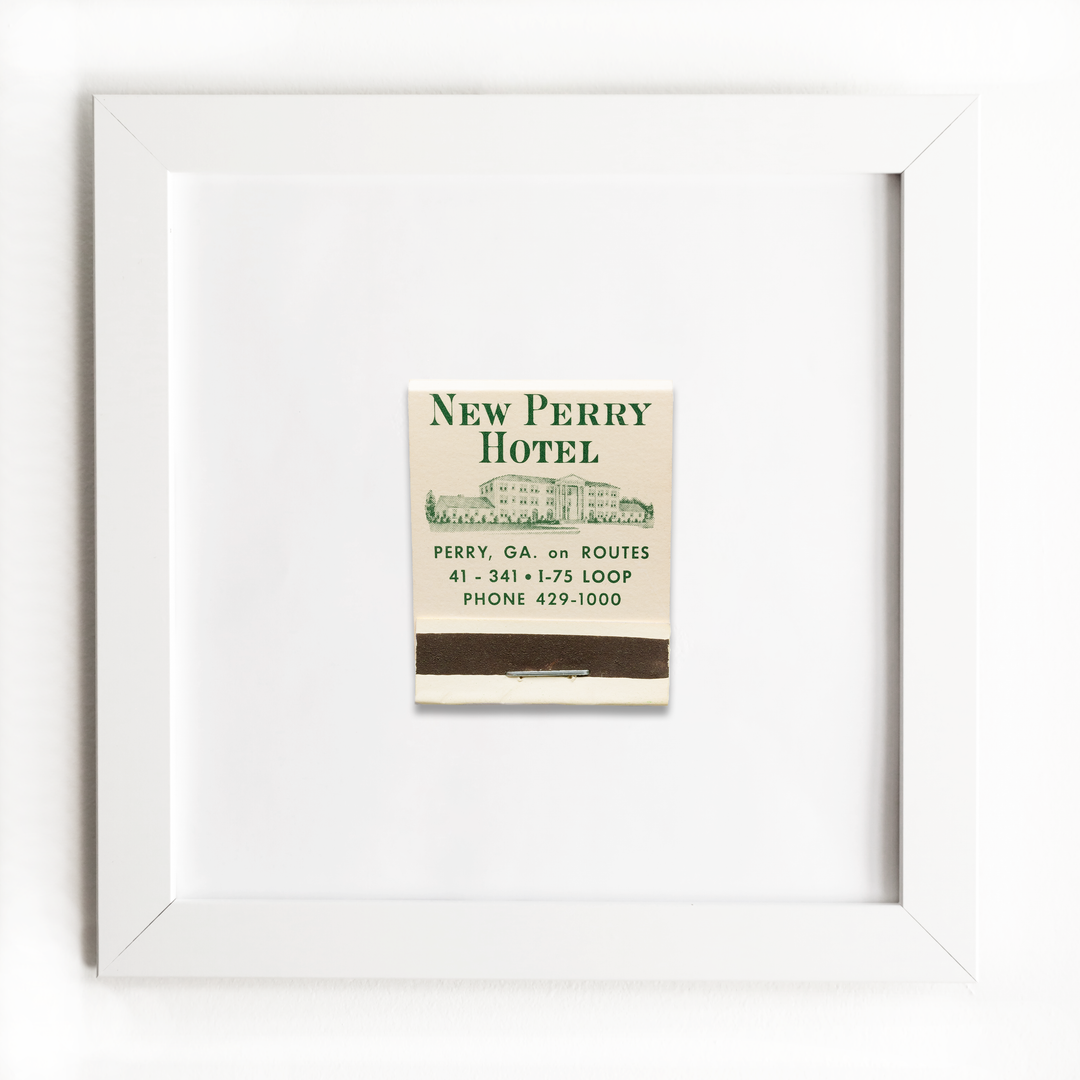 NEW PERRY
HOTEL
PERRY, GA. on ROUTES
41 - 341 • I-75 LOOP
PHONE 429-1000